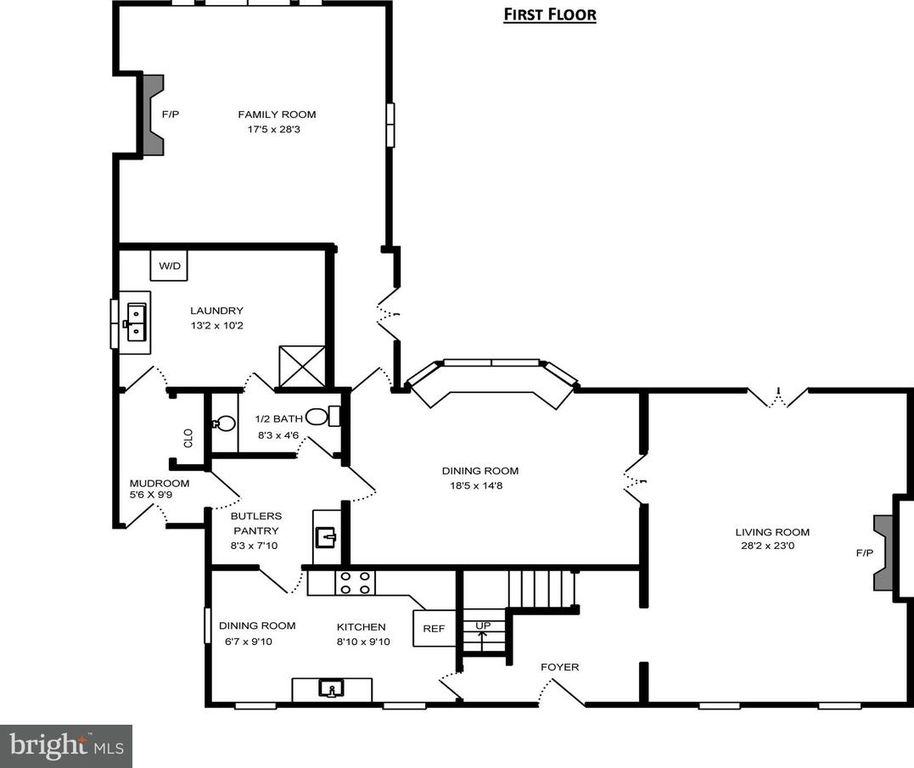 FIRST FLOOR
F/P
FAMILY ROOM
17'5 x 28'3
W/D
LAUNDRY
13'2 x 10'2
1/2 BATH
8'3 x 4'6
CLO
MUDROOM
5'6 X 9'9
BUTLERS
PANTRY
8'3 x 7'10
DINING ROOM
18'5 x 14'8
LIVING ROOM
28'2 x 23'0
F/P
DINING ROOM
6'7 x 9'10
KITCHEN
8'10 x 9'10
REF
UP
FOYER
bright MLS